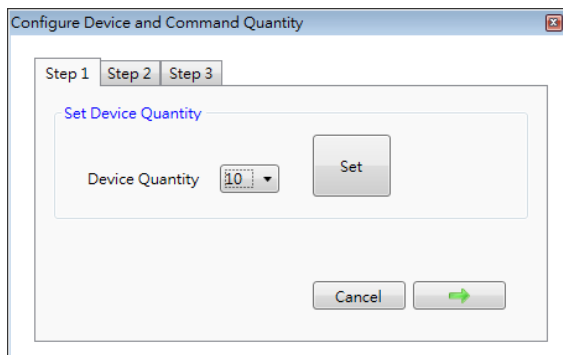 Configure Device and Command Quantity
Step 1 Step 2 Step 3
Set Device Quantity
Device Quantity 10 Set
Cancel